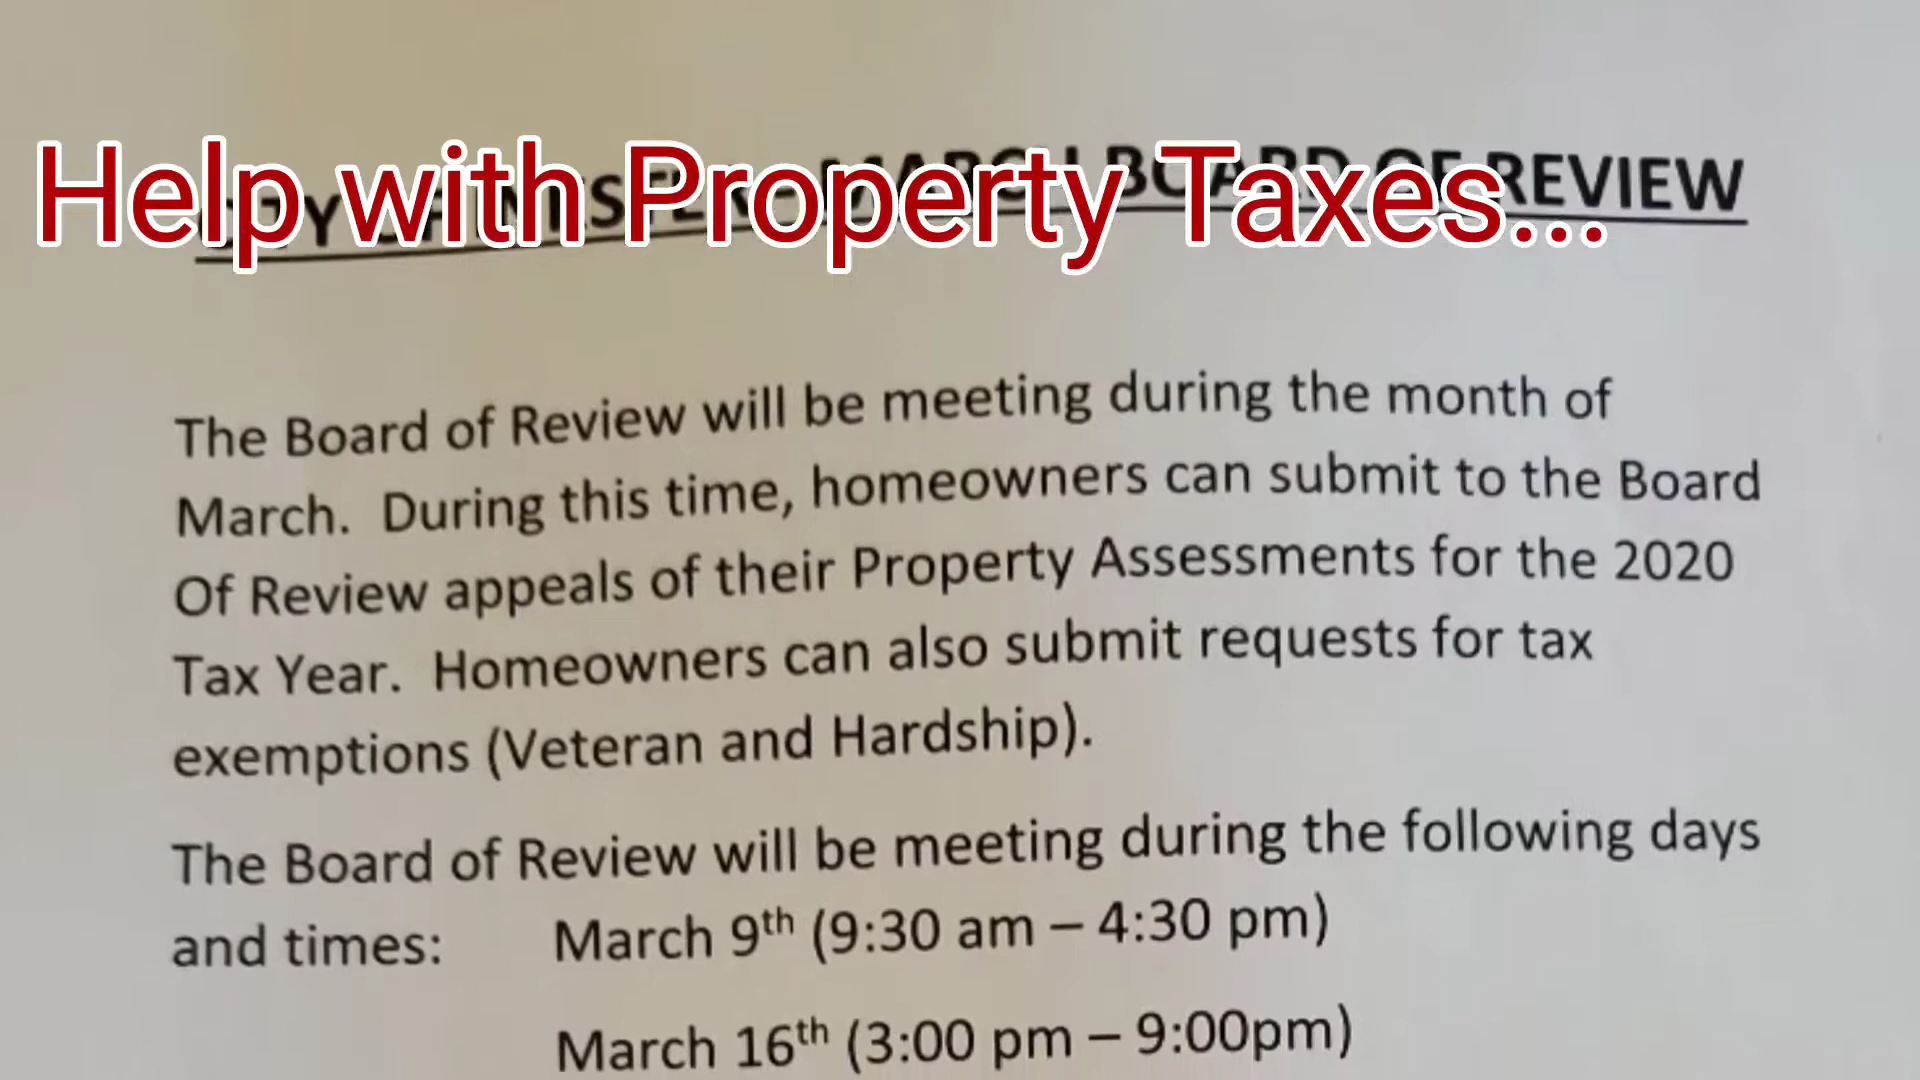 Help with Property Taxes...
BOARD OF REVIEW
The Board of Review will be meeting during the month of
March. During this time, homeowners can submit to the Board
Of Review appeals of their Property Assessments for the 2020
Tax Year. Homeowners can also submit requests for tax
exemptions (Veteran and Hardship).
The Board of Review will be meeting during the following days
and times: March 9th (9:30 am – 4:30 pm)
March 16th (3:00 pm – 9:00pm)